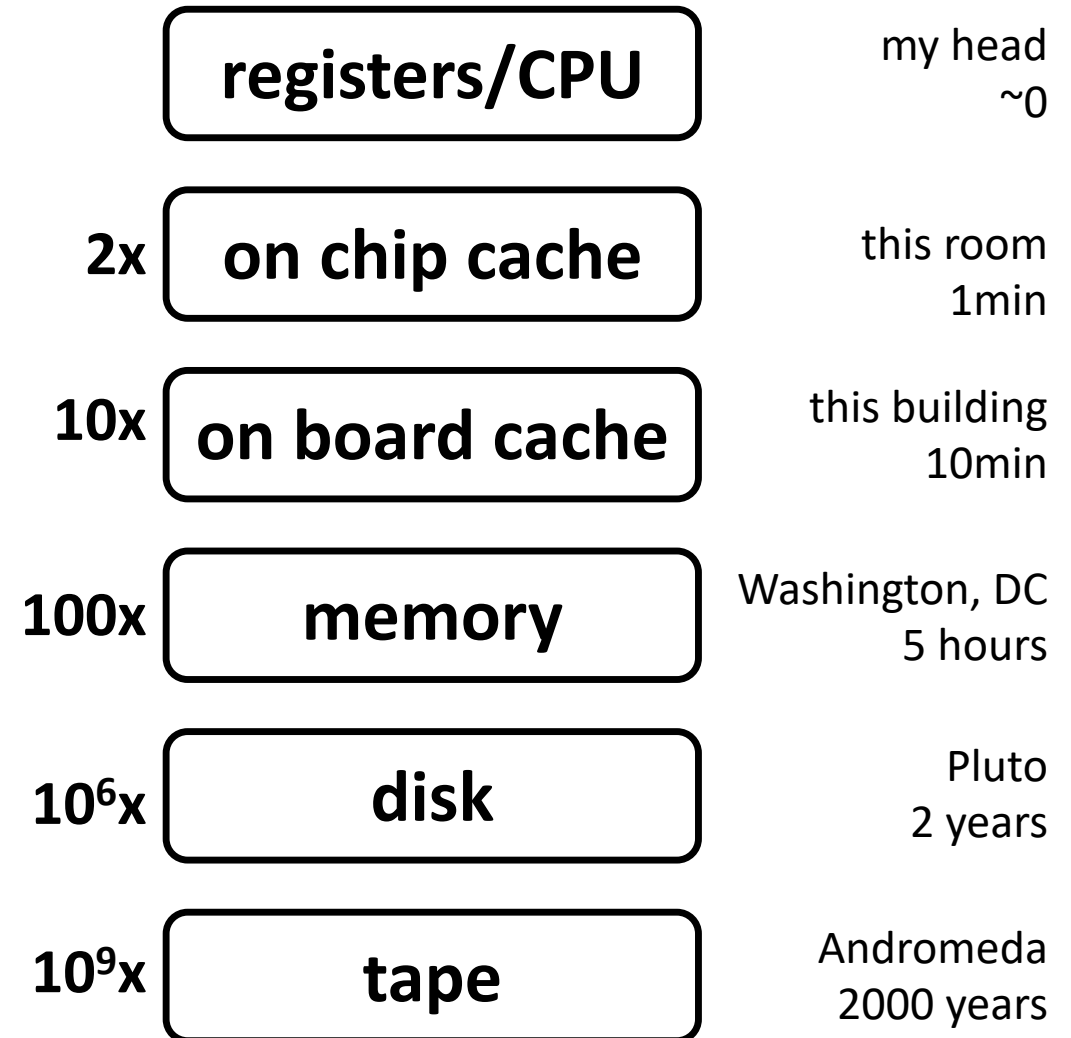 registers/CPU
my head
~0
2x
on chip cache
this room
1min
10x
on board cache
this building
10min
100x
memory
Washington, DC
5 hours
10⁶x
disk
Pluto
2 years
10⁹x
tape
Andromeda
2000 years